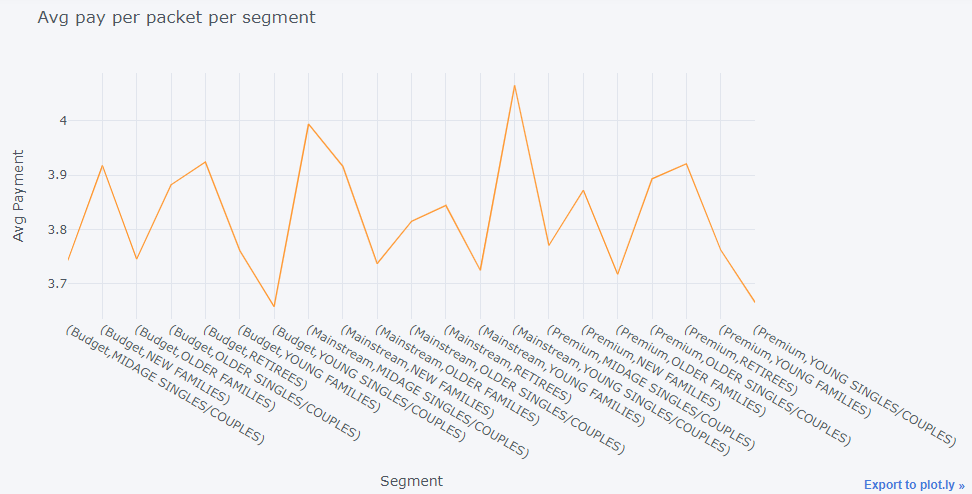 Avg pay per packet per segment
Avg Payment
4
3.9
3.8
3.7
(Budget,MIDAGE SINGLES/COUPLES)
(Budget,NEW FAMILIES)
(Budget,OLDER FAMILIES)
(Budget,OLDER SINGLES/COUPLES)
(Budget,RETIREES)
(Budget,YOUNG FAMILIES)
(Budget,YOUNG SINGLES/COUPLES)
(Mainstream,MIDAGE SINGLES/COUPLES)
(Mainstream,NEW FAMILIES)
(Mainstream,OLDER FAMILIES)
(Mainstream,OLDER SINGLES/COUPLES)
(Mainstream,RETIREES)
(Mainstream,YOUNG FAMILIES)
(Mainstream,YOUNG SINGLES/COUPLES)
(Premium,MIDAGE SINGLES/COUPLES)
(Premium,NEW FAMILIES)
(Premium,OLDER FAMILIES)
(Premium,OLDER SINGLES/COUPLES)
(Premium,RETIREES)
(Premium,YOUNG FAMILIES)
(Premium,YOUNG SINGLES/COUPLES)
Segment
Export to plot.ly »